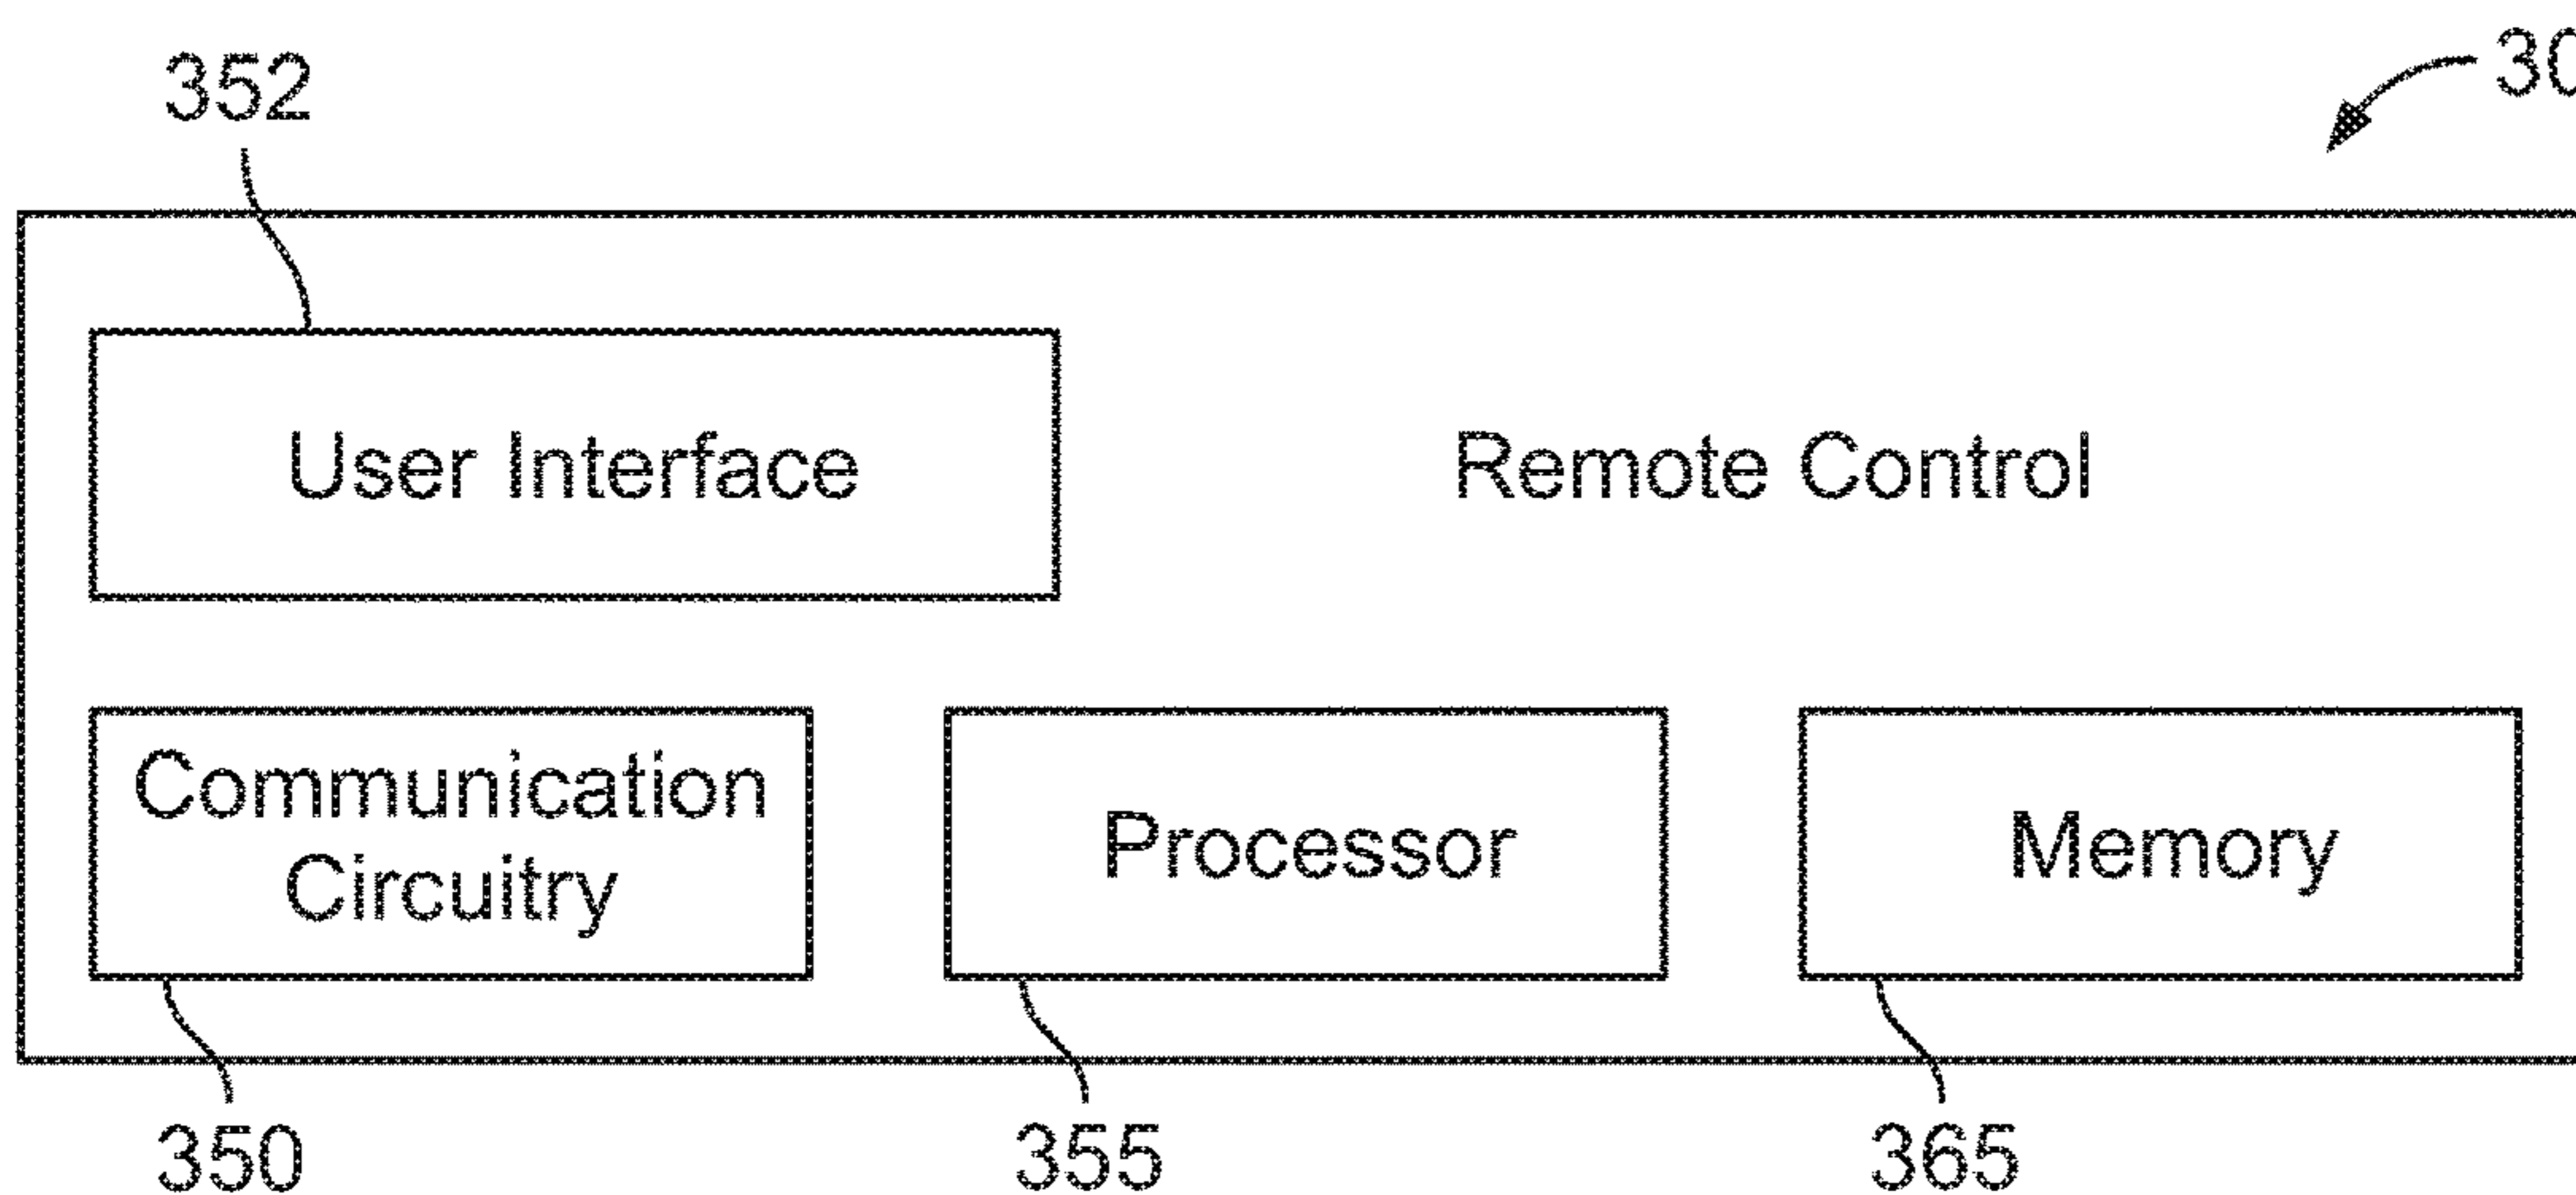 352
User Interface
Remote Control
Communication
Circuitry
Processor
Memory
350
355
365